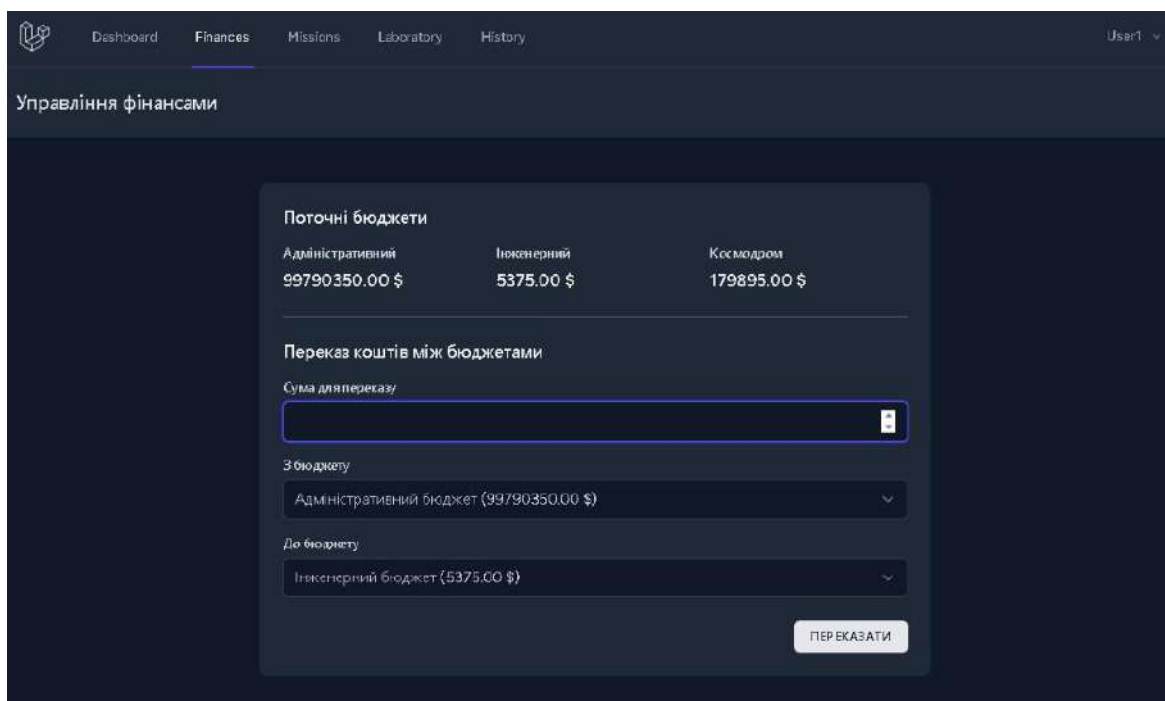 Dashboard Finances Missions Laboratory History User1
Управління фінансами
Поточні бюджети
Адміністративний Інженерний Космодром
99790350.00 $ 5375.00 $ 179895.00 $
Переказ коштів між бюджетами
Сума для переказу
З бюджету
Адміністративний бюджет (99790350.00 $)
До бюджету
Інженерний бюджет (5375.00 $)
ПЕРЕКАЗАТИ